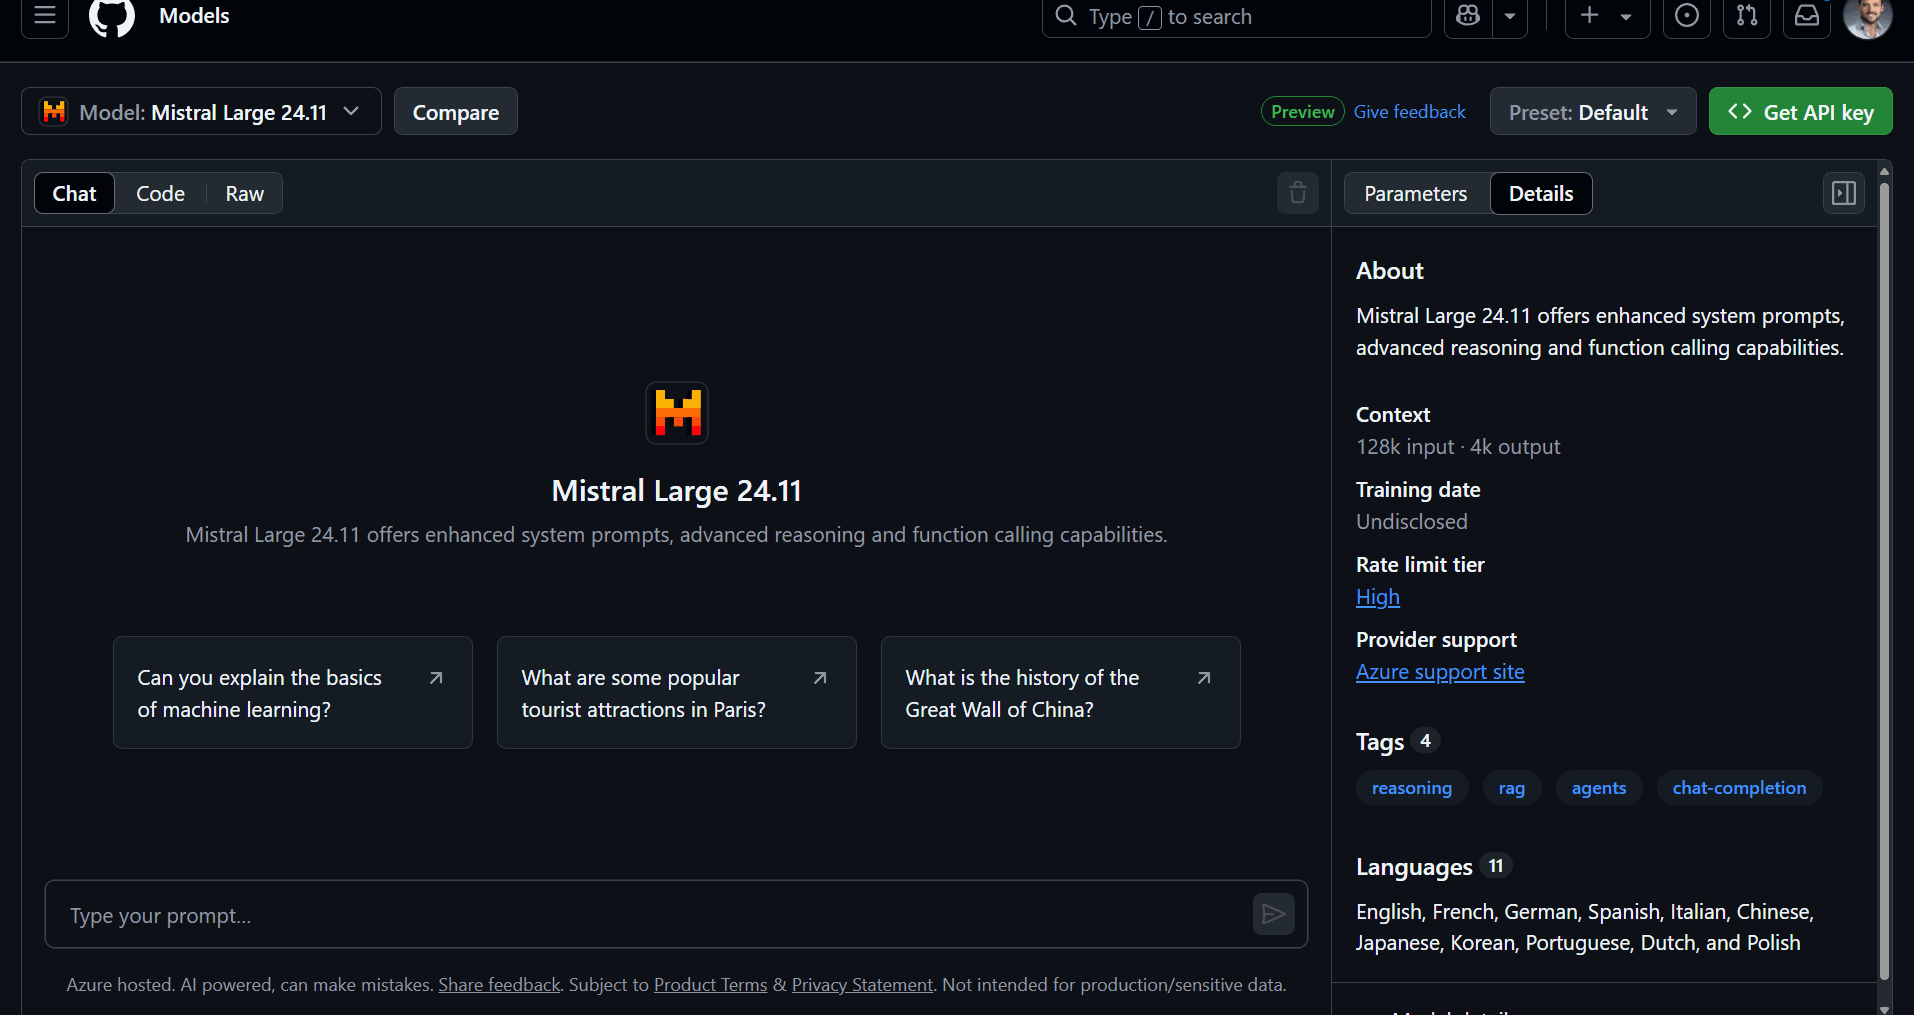 Models
Type / to search
Model: Mistral Large 24.11
Compare
Preview
Give feedback
Preset: Default
Get API key
Chat
Code
Raw
Parameters
Details
Mistral Large 24.11
Mistral Large 24.11 offers enhanced system prompts, advanced reasoning and function calling capabilities.
Can you explain the basics
of machine learning?
What are some popular
tourist attractions in Paris?
What is the history of the
Great Wall of China?
Type your prompt...
Azure hosted. AI powered, can make mistakes. Share feedback. Subject to Product Terms & Privacy Statement. Not intended for production/sensitive data.
About
Mistral Large 24.11 offers enhanced system prompts,
advanced reasoning and function calling capabilities.
Context
128k input · 4k output
Training date
Undisclosed
Rate limit tier
High
Provider support
Azure support site
Tags 4
reasoning
rag
agents
chat-completion
Languages 11
English, French, German, Spanish, Italian, Chinese,
Japanese, Korean, Portuguese, Dutch, and Polish